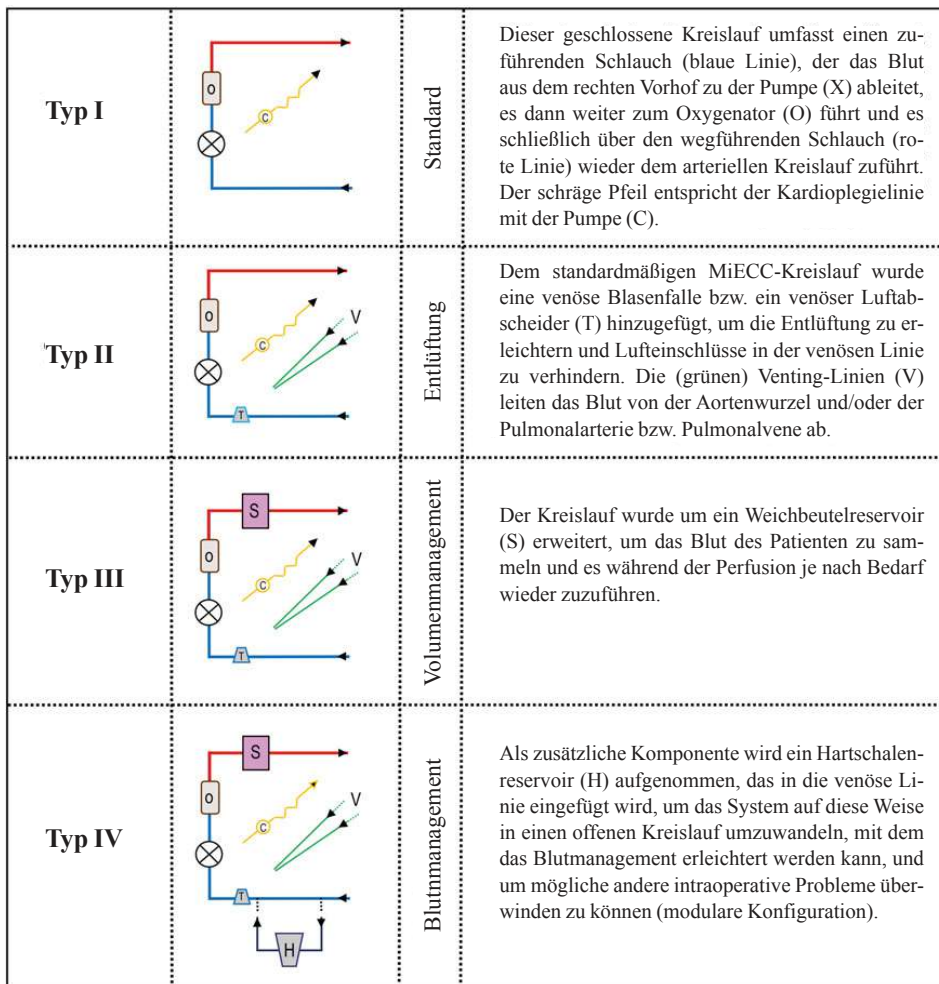 Typ I
O
C
Standard
Dieser geschlossene Kreislauf umfasst einen zu-
führenden Schlauch (blaue Linie), der das Blut
aus dem rechten Vorhof zu der Pumpe (X) ableitet,
es dann weiter zum Oxygenator (O) führt und es
schließlich über den wegführenden Schlauch (ro-
te Linie) wieder dem arteriellen Kreislauf zuführt.
Der schräge Pfeil entspricht der Kardioplegielinie
mit der Pumpe (C).
Typ II
O
C
V
T
Entlüftung
Dem standardmäßigen MiECC-Kreislauf wurde
eine venöse Blasenfalle bzw. ein venöser Luftab-
scheider (T) hinzugefügt, um die Entlüftung zu er-
leichtern und Lufteinschlüsse in der venösen Linie
zu verhindern. Die (grünen) Venting-Linien (V)
leiten das Blut von der Aortenwurzel und/oder der
Pulmonalarterie bzw. Pulmonalvene ab.
Typ III
S
O
C
V
T
Volumenmanagement
Der Kreislauf wurde um ein Weichbeutelreservoir
(S) erweitert, um das Blut des Patienten zu sam-
meln und es während der Perfusion je nach Bedarf
wieder zuzuführen.
Typ IV
S
O
C
V
T
H
Blutnmanagement
Als zusätzliche Komponente wird ein Hartschalen-
reservoir (H) aufgenommen, das in die venöse Li-
nie eingefügt wird, um das System auf diese Weise
in einen offenen Kreislauf umzuwandeln, mit dem
das Blutmanagement erleichtert werden kann, und
um mögliche andere intraoperative Probleme über-
winden zu können (modulare Konfiguration).